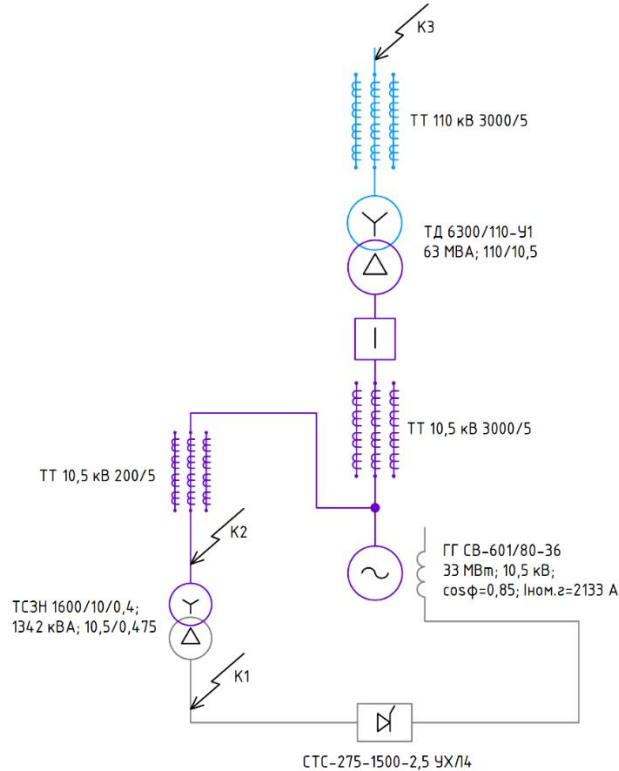 К3
ТТ 110 кВ 3000/5
ТД 6300/110-У1
63 МВА; 110/10,5
ТТ 10,5 кВ 3000/5
ТТ 10,5 кВ 200/5
К2
ГГ СВ-601/80-36
33 МВт; 10,5 кВ;
cosф=0,85; Iном.г=2133 А
ТСЗН 1600/10/0,4;
1342 кВА; 10,5/0,475
К1
СТС-275-1500-2,5 УХЛ4